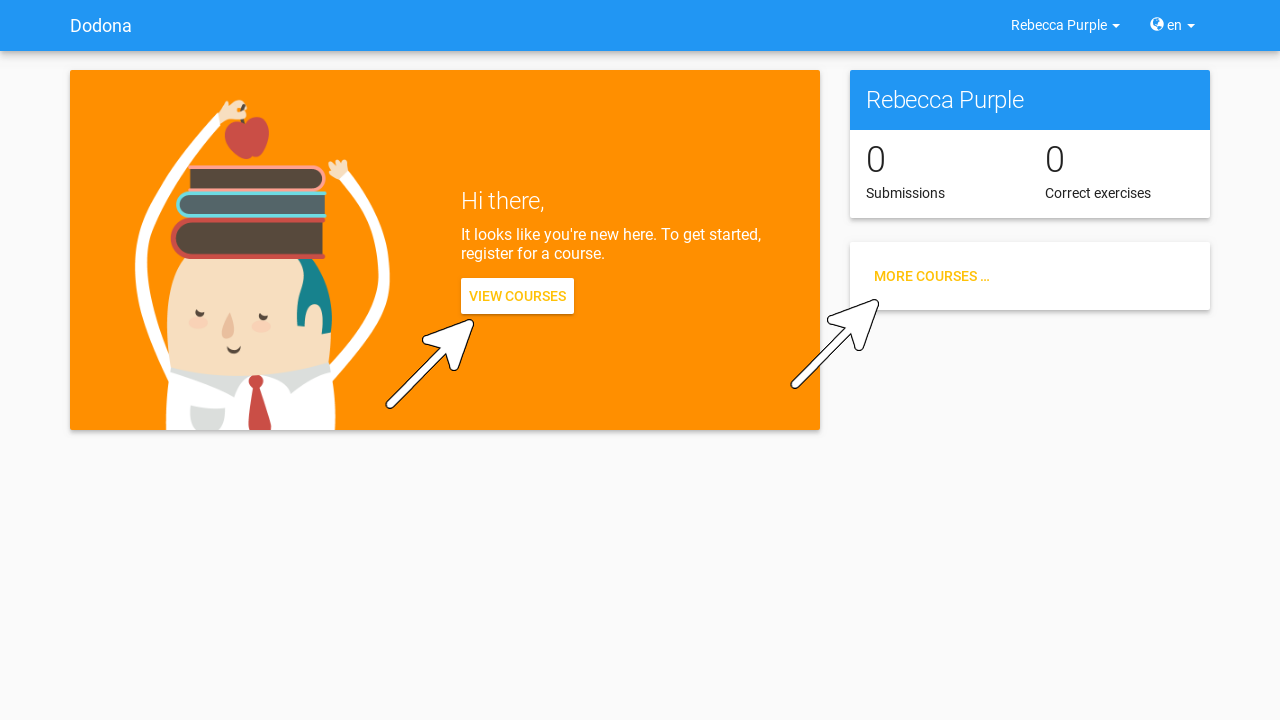 Dodona
Rebecca Purple
en
Hi there,
It looks like you're new here. To get started,
register for a course.
VIEW COURSES
Rebecca Purple
0
Submissions
0
Correct exercises
MORE COURSES ...